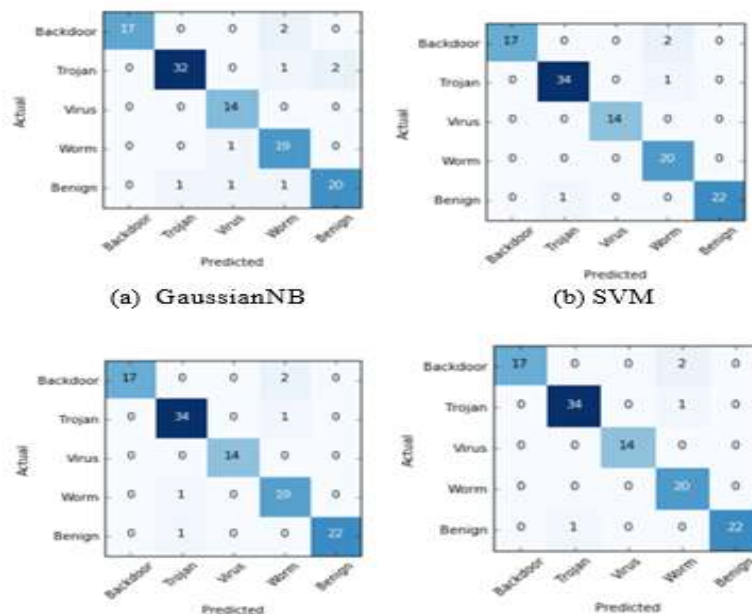 Backdoor 17 0 0 2 0
Trojan 0 32 0 1 2
Virus 0 0 14 0 0
Worm 0 0 1 19 0
Benign 0 1 1 1 20
Actual
Backdoor Trojan Virus Worm Benign
Predicted
(a) GaussianNB
Backdoor 17 0 0 2 0
Trojan 0 34 0 1 0
Virus 0 0 14 0 0
Worm 0 0 0 20 0
Benign 0 1 0 0 22
Actual
Backdoor Trojan Virus Worm Benign
Predicted
(b) SVM
Backdoor 17 0 0 2 0
Trojan 0 34 0 1 0
Virus 0 0 14 0 0
Worm 0 1 0 19 0
Benign 0 1 0 0 22
Actual
Backdoor Trojan Virus Worm Benign
Predicted
Backdoor 17 0 0 2 0
Trojan 0 34 0 1 0
Virus 0 0 14 0 0
Worm 0 0 0 20 0
Benign 0 1 0 0 22
Actual
Backdoor Trojan Virus Worm Benign
Predicted